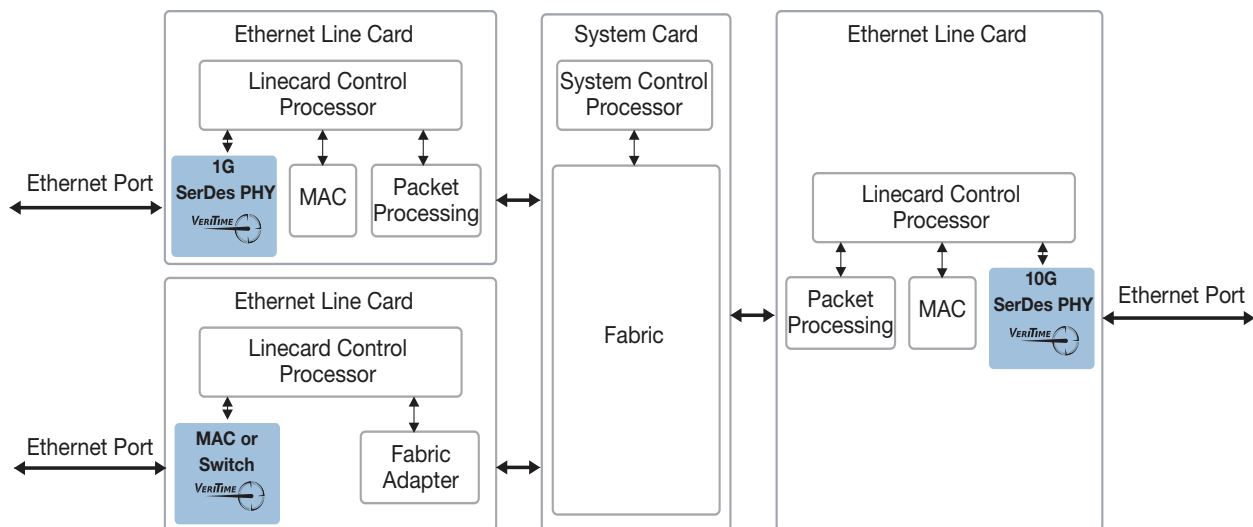 Ethernet Line Card
Linecard Control
Processor
Ethernet Port
1G
SerDes PHY
VERITIME
MAC
Packet
Processing
Ethernet Line Card
Linecard Control
Processor
Ethernet Port
MAC or
Switch
VERITIME
Fabric
Adapter
System Card
System Control
Processor
Fabric
Ethernet Line Card
Linecard Control
Processor
Packet
Processing
MAC
10G
SerDes PHY
VERITIME
Ethernet Port